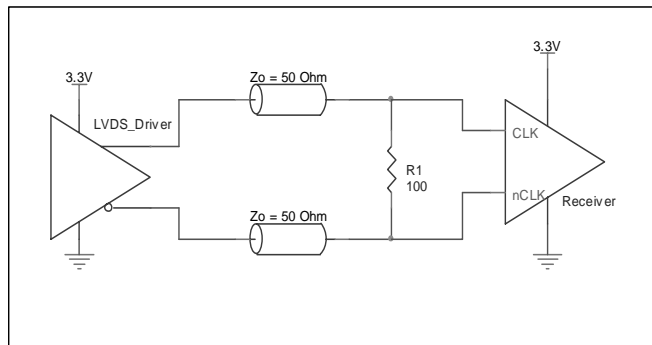 3.3V
Zo = 50 Ohm
3.3V
LVDS_Driver
CLK
R1
100
nCLK
Receiver
Zo = 50 Ohm